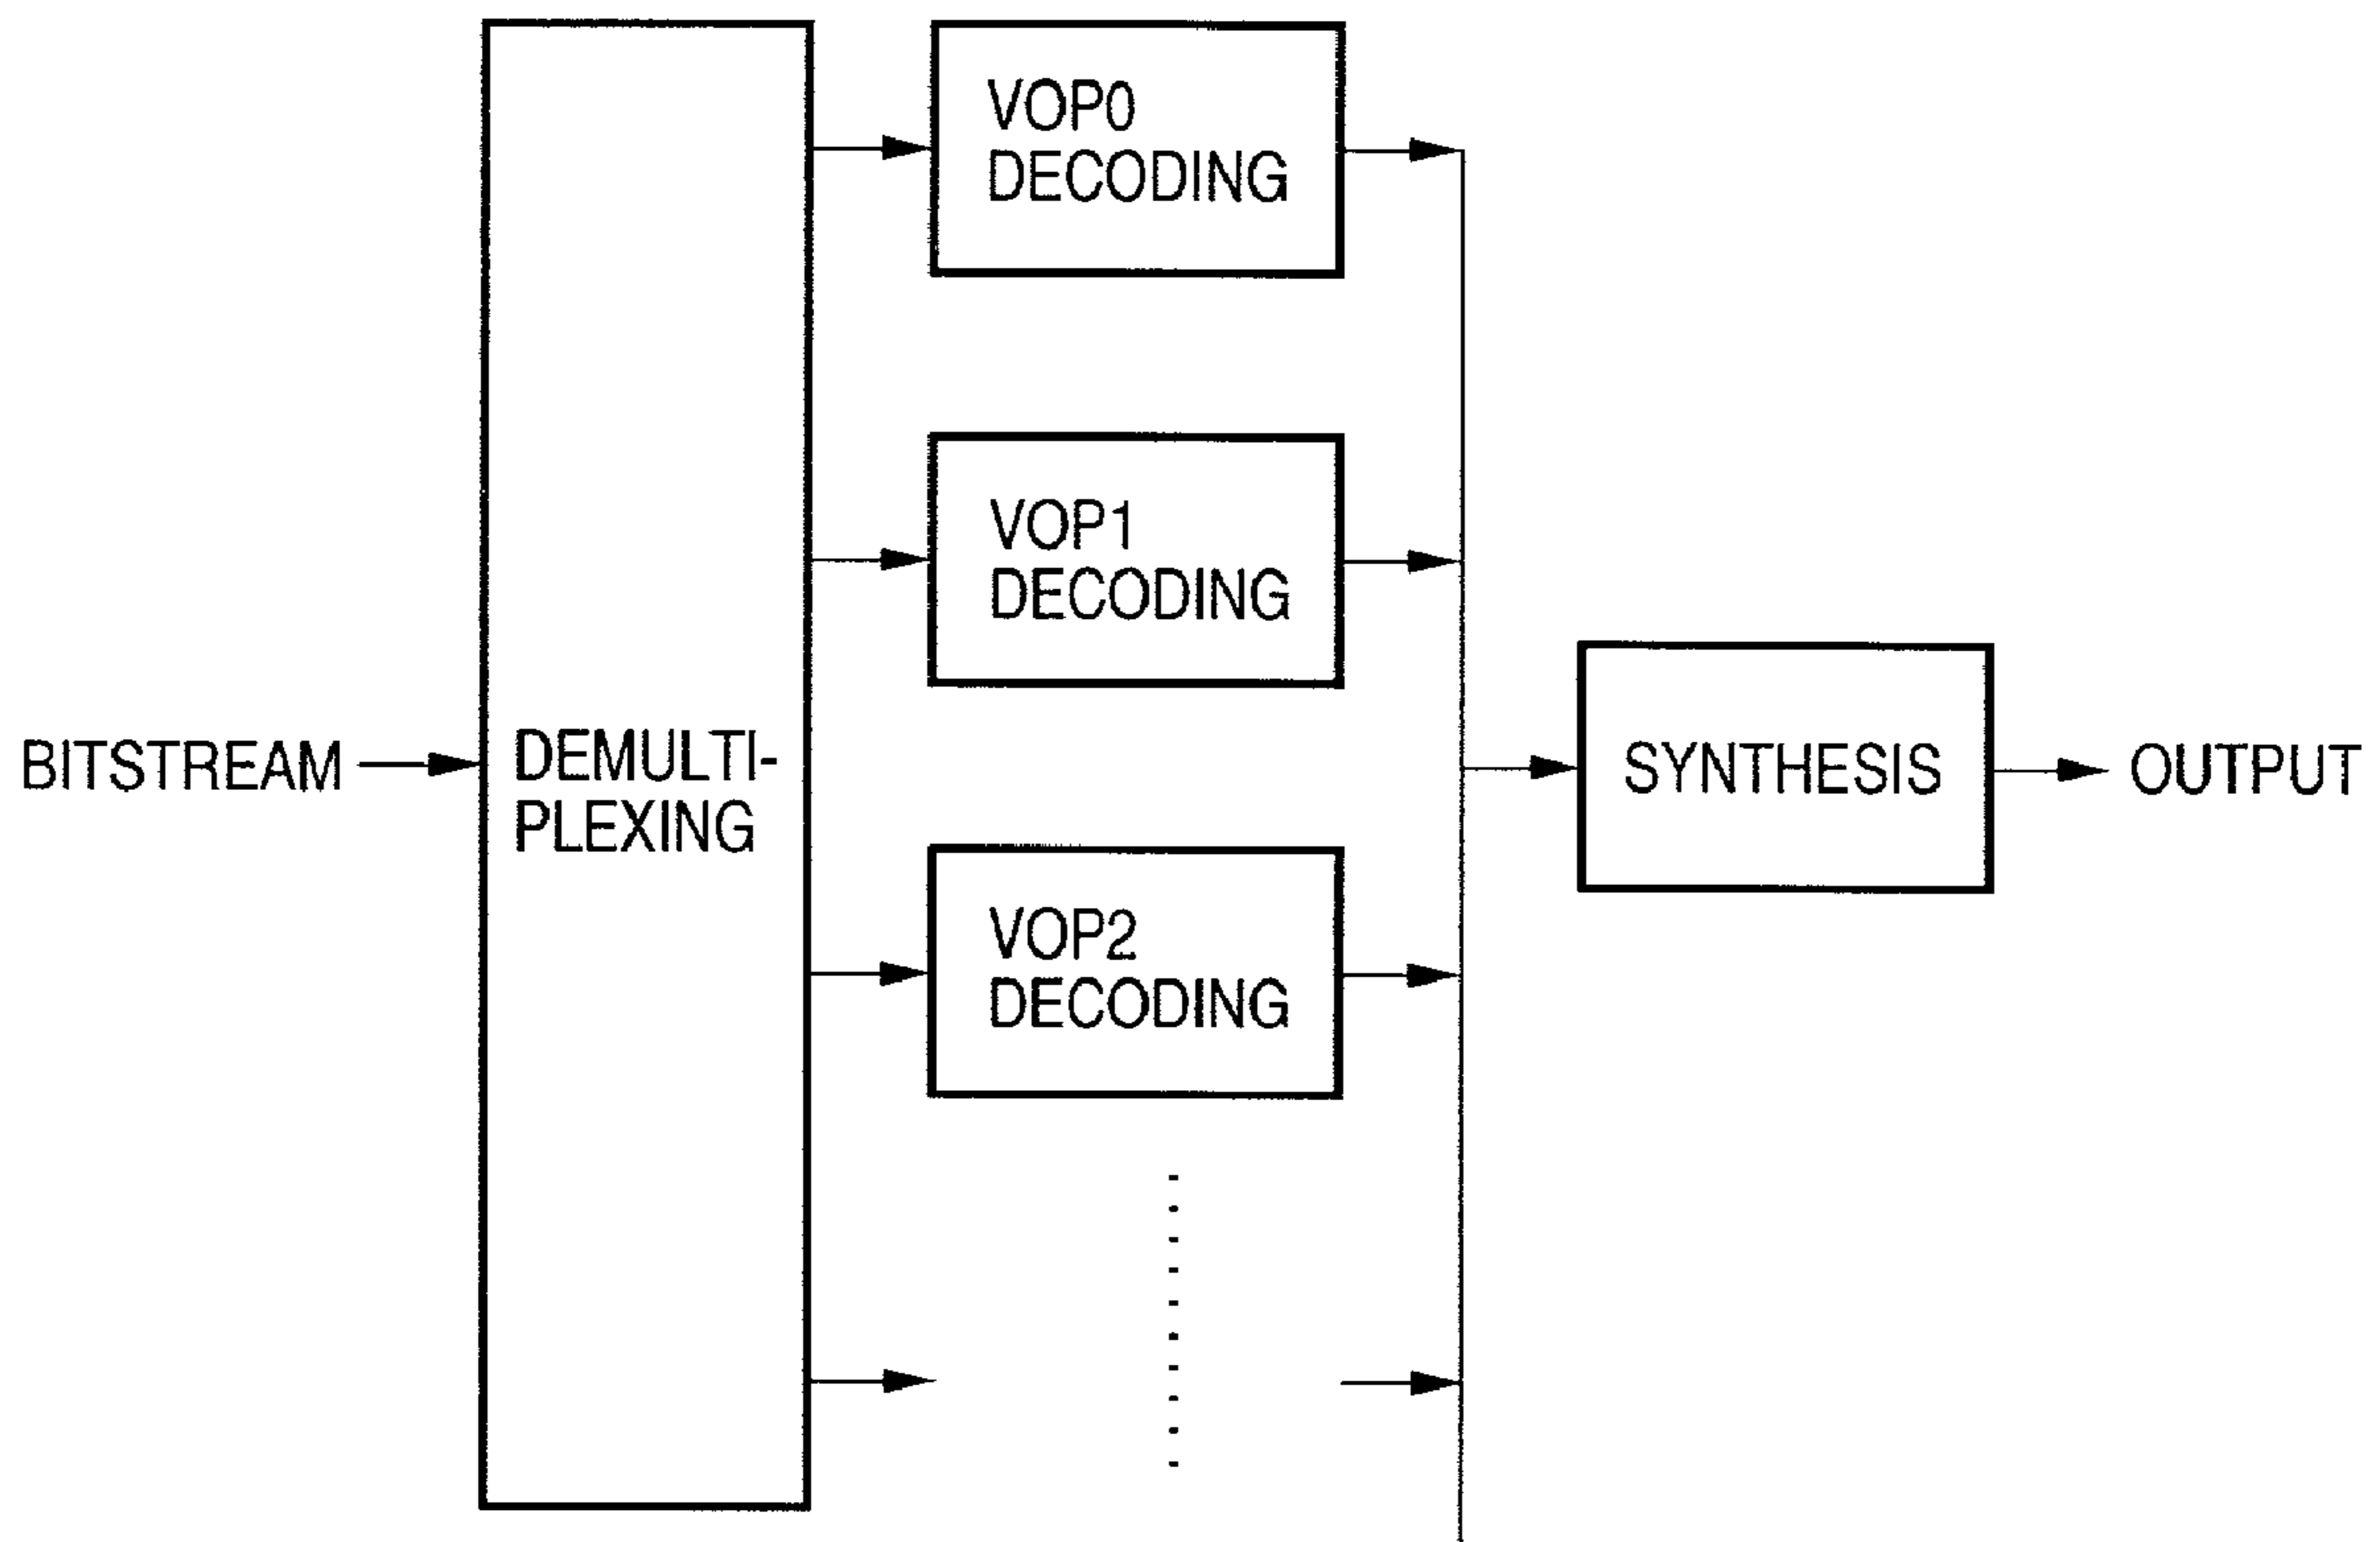 VOP0
DECODING
VOP1
DECODING
BITSTREAM
DEMULTI-
PLEXING
SYNTHESIS
OUTPUT
VOP2
DECODING